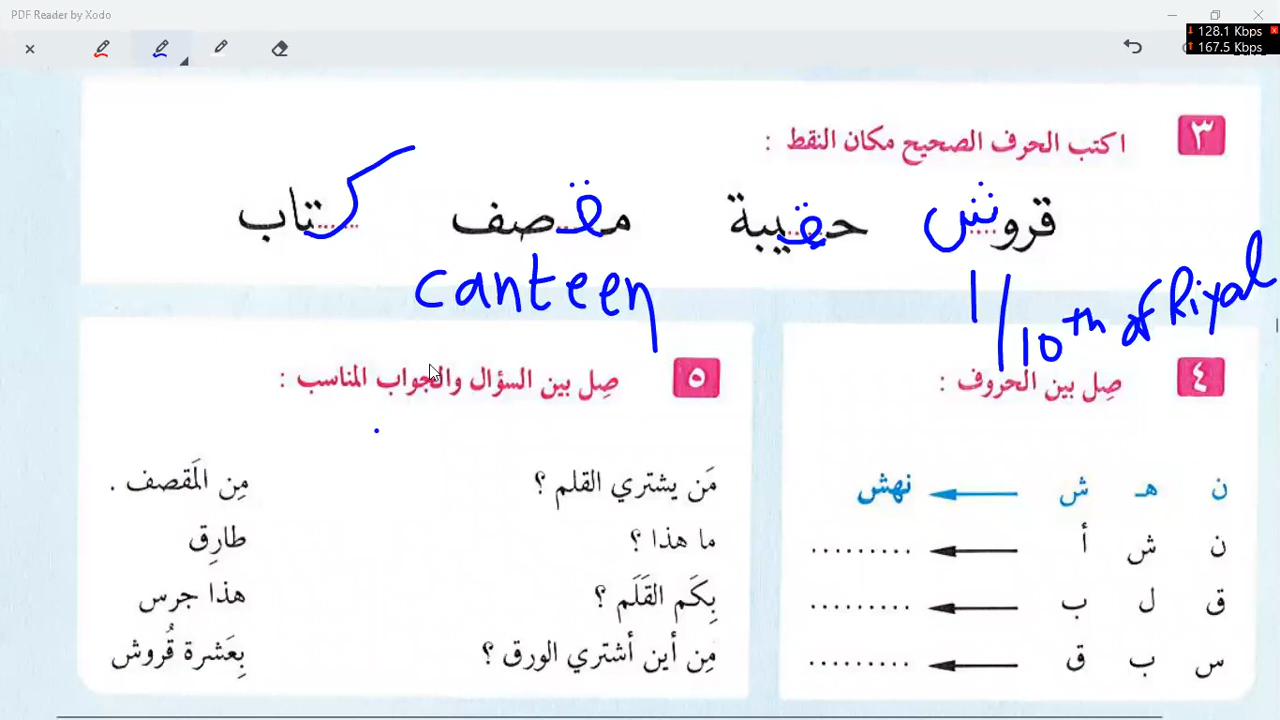 PDF Reader by Xodo
128.1 Kbps
167.5 Kbps
٣ اكتب الحرف الصحيح مكان النقط :
قروش حقيبة مقصف كتاب
canteen
1/10th of Riyal
٤ صِل بين الحروف :
ن هـ ش نهش
ن ش أ ..........
ق ل ب ..........
س ب ق ..........
٥ صِل بين السؤال والجواب المناسب :
مَن يشتري القلم ؟ مِن المَقصف .
ما هذا ؟ طارِق
بِكَم القَلَم ؟ هذا جرس
مِن أين أشتري الورق ؟ بِعَشرة قُروش